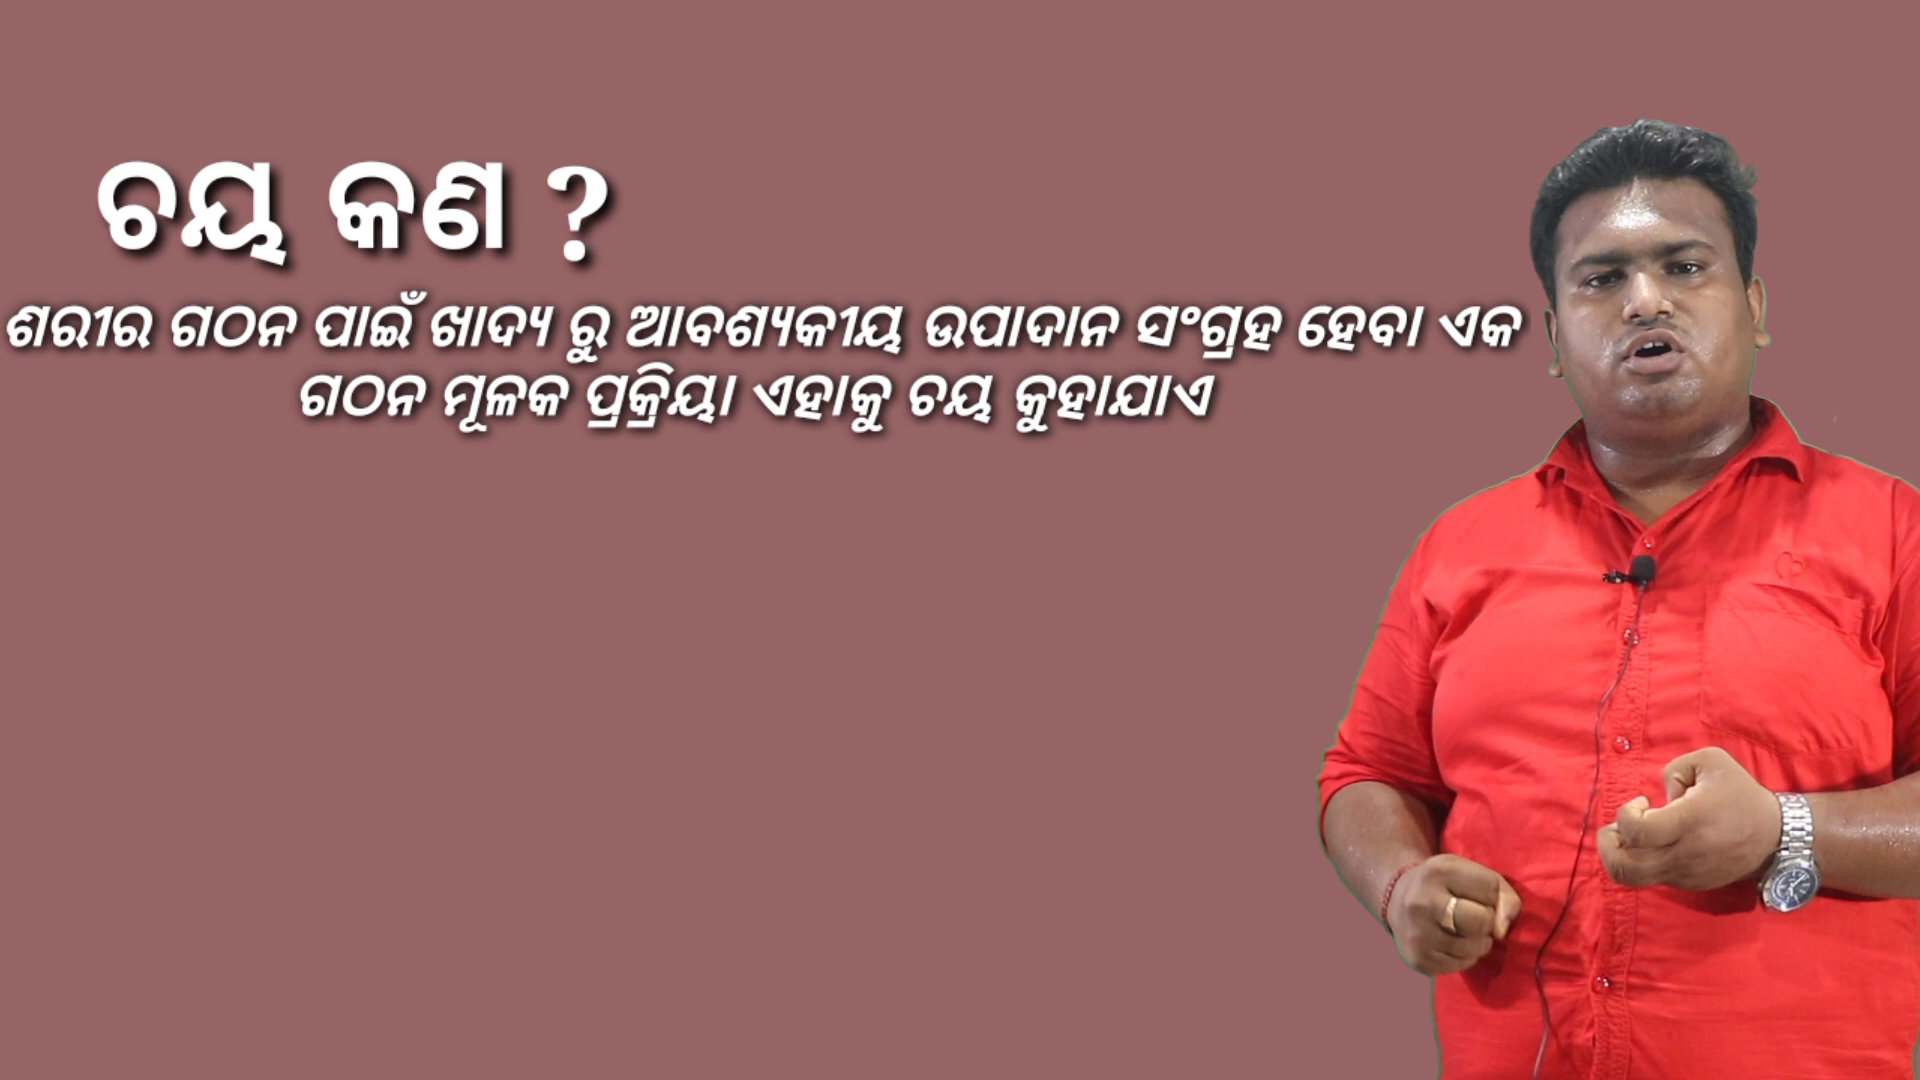 ଚୟ କଣ ?
ଶରୀର ଗଠନ ପାଇଁ ଖାଦ୍ୟ ରୁ ଆବଶ୍ୟକୀୟ ଉପାଦାନ ସଂଗ୍ରହ ହେବା ଏକ
ଗଠନ ମୂଳକ ପ୍ରକ୍ରିୟା ଏହାକୁ ଚୟ କୁହାଯାଏ